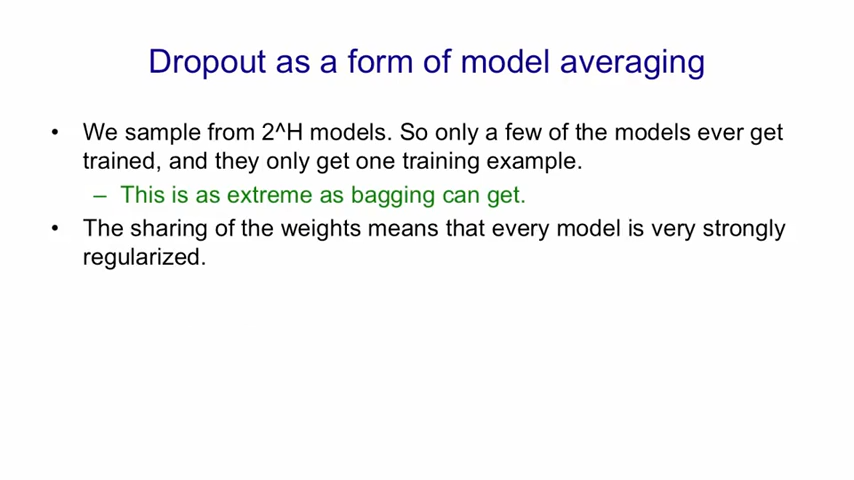 Dropout as a form of model averaging
• We sample from 2^H models. So only a few of the models ever get
trained, and they only get one training example.
– This is as extreme as bagging can get.
• The sharing of the weights means that every model is very strongly
regularized.